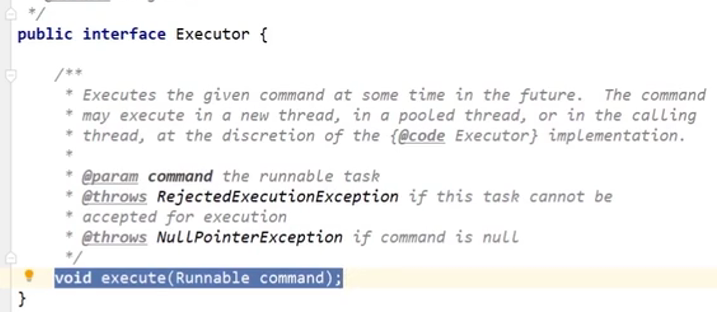 */
public interface Executor {
/**
* Executes the given command at some time in the future.  The command
* may execute in a new thread, in a pooled thread, or in the calling
* thread, at the discretion of the {@code Executor} implementation.
*
* @param command the runnable task
* @throws RejectedExecutionException if this task cannot be
* accepted for execution
* @throws NullPointerException if command is null
*/
void execute(Runnable command);
}